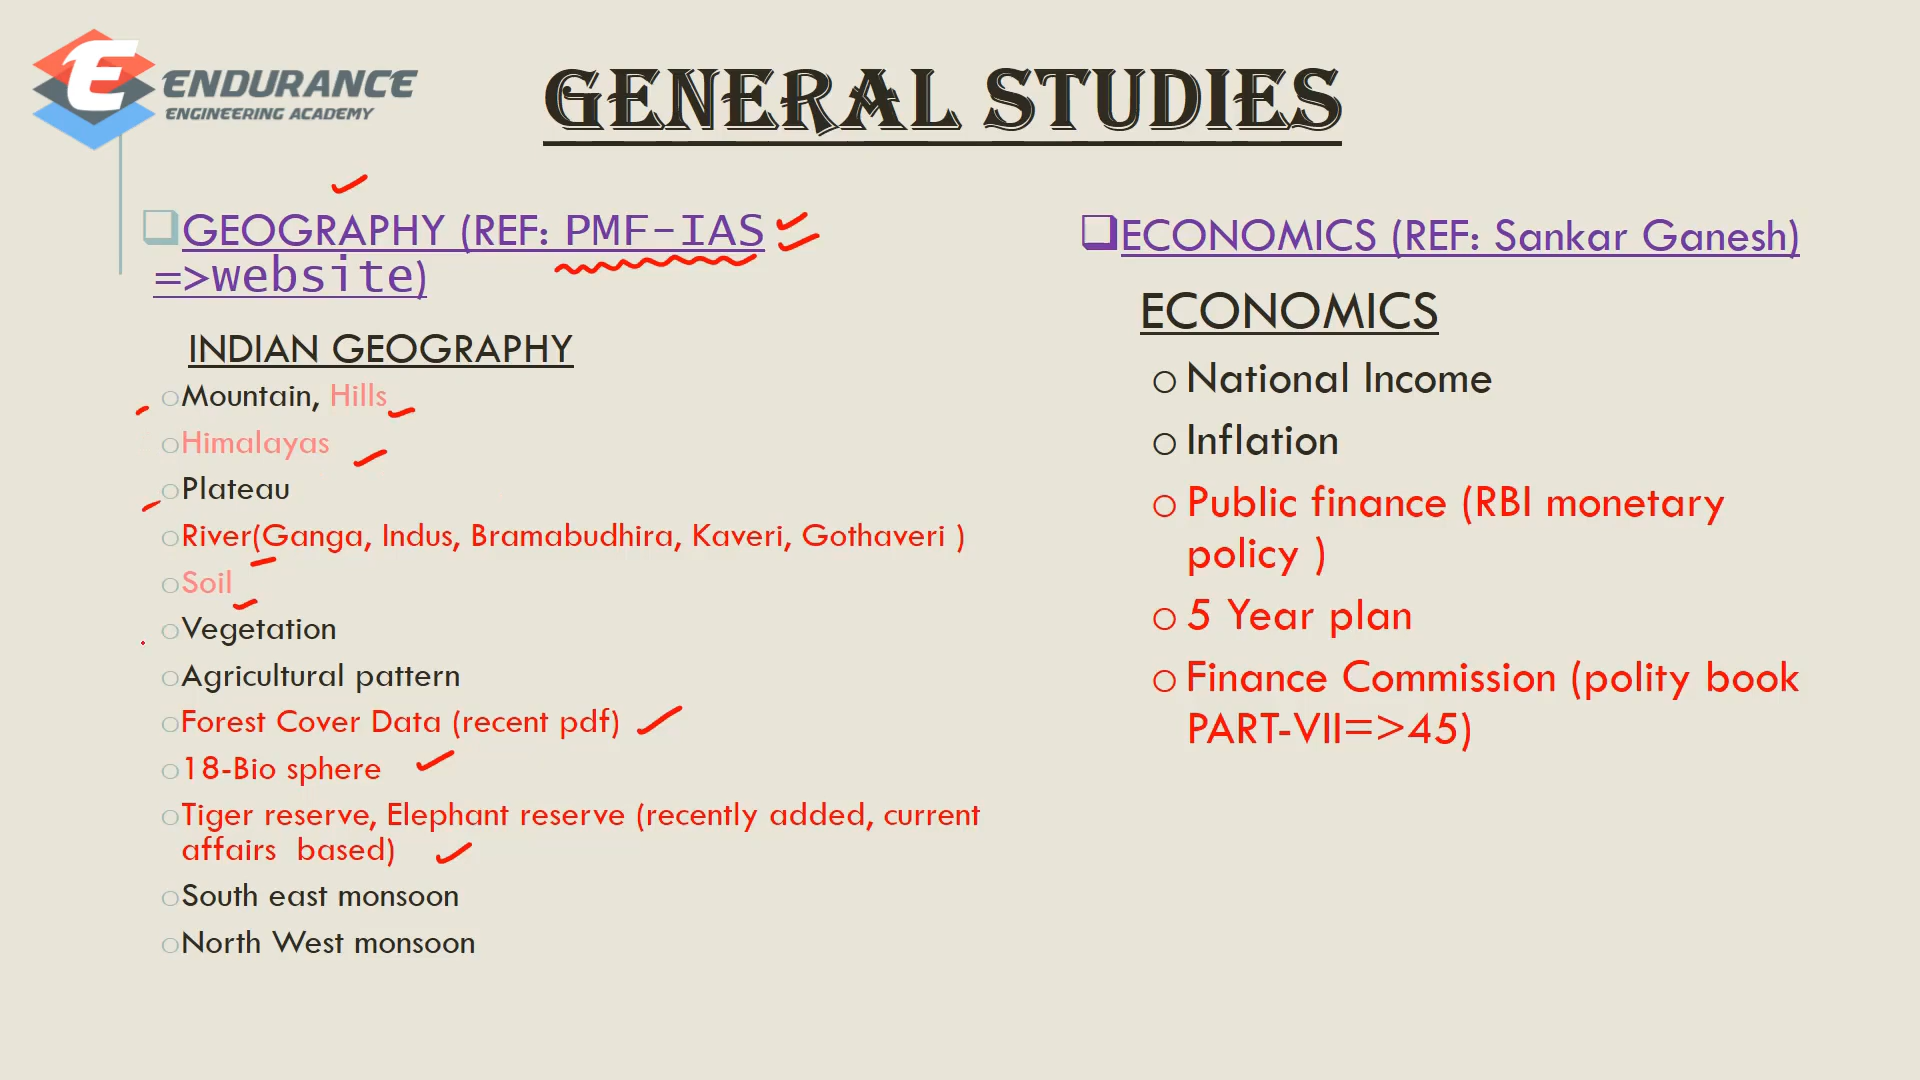 ENDURANCE
ENGINEERING ACADEMY
GENERAL STUDIES
GEOGRAPHY (REF: PMF-IAS
=>website)
INDIAN GEOGRAPHY
Mountain, Hills
Himalayas
Plateau
River(Ganga, Indus, Bramabudhira, Kaveri, Gothaveri )
Soil
Vegetation
Agricultural pattern
Forest Cover Data (recent pdf)
18-Bio sphere
Tiger reserve, Elephant reserve (recently added, current
affairs based)
South east monsoon
North West monsoon
ECONOMICS (REF: Sankar Ganesh)
ECONOMICS
National Income
Inflation
Public finance (RBI monetary
policy )
5 Year plan
Finance Commission (polity book
PART-VII=>45)